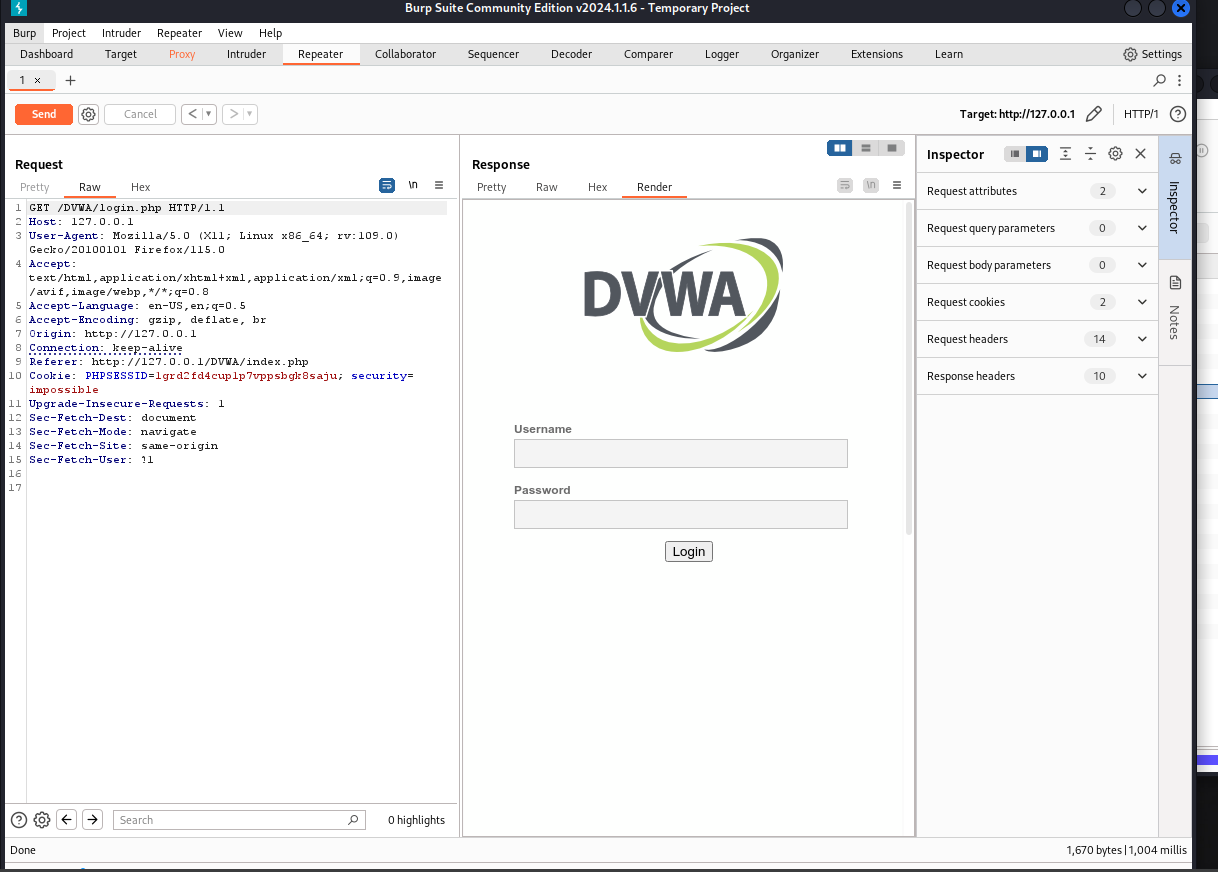 Burp Suite Community Edition v2024.1.1.6 - Temporary Project
Burp Project Intruder Repeater View Help
Dashboard Target Proxy Intruder Repeater Collaborator Sequencer Decoder Comparer Logger Organizer Extensions Learn Settings
1 × +
Send Cancel < > Target: http://127.0.0.1 HTTP/1 ?
Request
Pretty Raw Hex \n
1 GET /DVWA/login.php HTTP/1.1
2 Host: 127.0.0.1
3 User-Agent: Mozilla/5.0 (X11; Linux x86_64; rv:109.0)
Gecko/20100101 Firefox/115.0
4 Accept:
text/html,application/xhtml+xml,application/xml;q=0.9,image
/avif,image/webp,*/*;q=0.8
5 Accept-Language: en-US,en;q=0.5
6 Accept-Encoding: gzip, deflate, br
7 Origin: http://127.0.0.1
8 Connection: keep-alive
9 Referer: http://127.0.0.1/DVWA/index.php
10 Cookie: PHPSESSID=lgrd2fd4cuplp7vppsbgk8saju; security=
impossible
11 Upgrade-Insecure-Requests: 1
12 Sec-Fetch-Dest: document
13 Sec-Fetch-Mode: navigate
14 Sec-Fetch-Site: same-origin
15 Sec-Fetch-User: ?1
16
17
Search 0 highlights
Response
Pretty Raw Hex Render \n
DVWA
Username
Password
Login
Inspector
Request attributes 2
Request query parameters 0
Request body parameters 0
Request cookies 2
Request headers 14
Response headers 10
Inspector
Notes
Done 1,670 bytes | 1,004 millis